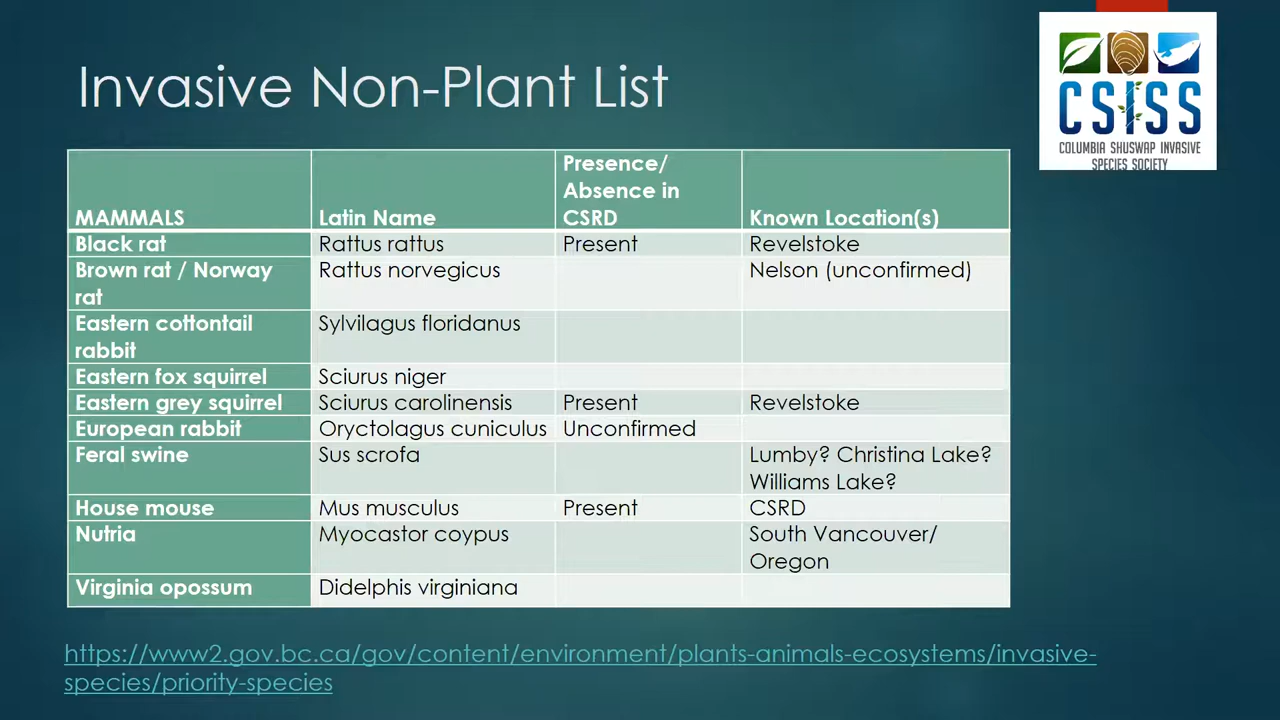 Invasive Non-Plant List
CSISS
COLUMBIA SHUSWAP INVASIVE
SPECIES SOCIETY
MAMMALS Latin Name Presence/
Absence in
CSRD Known Location(s)
Black rat Rattus rattus Present Revelstoke
Brown rat / Norway
rat Rattus norvegicus Nelson (unconfirmed)
Eastern cottontail
rabbit Sylvilagus floridanus
Eastern fox squirrel Sciurus niger
Eastern grey squirrel Sciurus carolinensis Present Revelstoke
European rabbit Oryctolagus cuniculus Unconfirmed
Feral swine Sus scrofa Lumby? Christina Lake?
Williams Lake?
House mouse Mus musculus Present CSRD
Nutria Myocastor coypus South Vancouver/
Oregon
Virginia opossum Didelphis virginiana
https://www2.gov.bc.ca/gov/content/environment/plants-animals-ecosystems/invasive-
species/priority-species